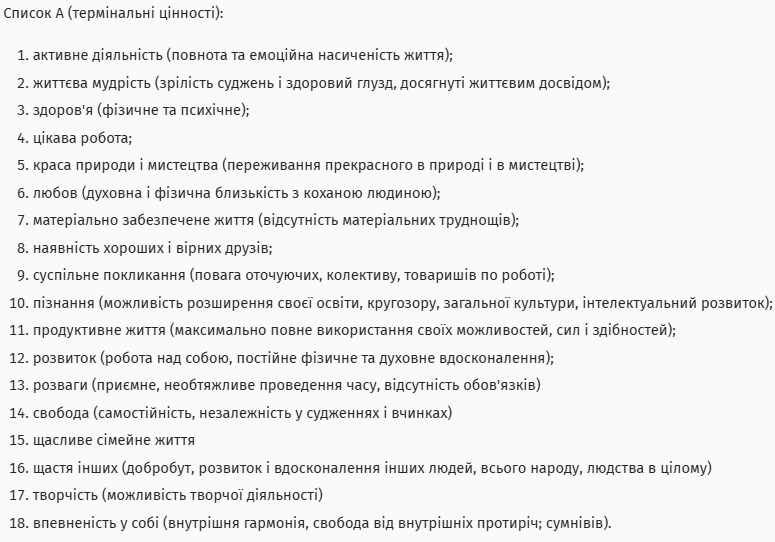 Список А (термінальні цінності):
1. активне діяльність (повнота та емоційна насиченість життя);
2. життєва мудрість (зрілість суджень і здоровий глузд, досягнуті життєвим досвідом);
3. здоров'я (фізичне та психічне);
4. цікава робота;
5. краса природи і мистецтва (переживання прекрасного в природі і в мистецтві);
6. любов (духовна і фізична близькість з коханою людиною);
7. матеріально забезпечене життя (відсутність матеріальних труднощів);
8. наявність хороших і вірних друзів;
9. суспільне покликання (повага оточуючих, колективу, товаришів по роботі);
10. пізнання (можливість розширення своєї освіти, кругозору, загальної культури, інтелектуальний розвиток);
11. продуктивне життя (максимально повне використання своїх можливостей, сил і здібностей);
12. розвиток (робота над собою, постійне фізичне та духовне вдосконалення);
13. розваги (приємне, необтяжливе проведення часу, відсутність обов'язків)
14. свобода (самостійність, незалежність у судженнях і вчинках)
15. щасливе сімейне життя
16. щастя інших (добробут, розвиток і вдосконалення інших людей, всього народу, людства в цілому)
17. творчість (можливість творчої діяльності)
18. впевненість у собі (внутрішня гармонія, свобода від внутрішніх протиріч; сумнівів).